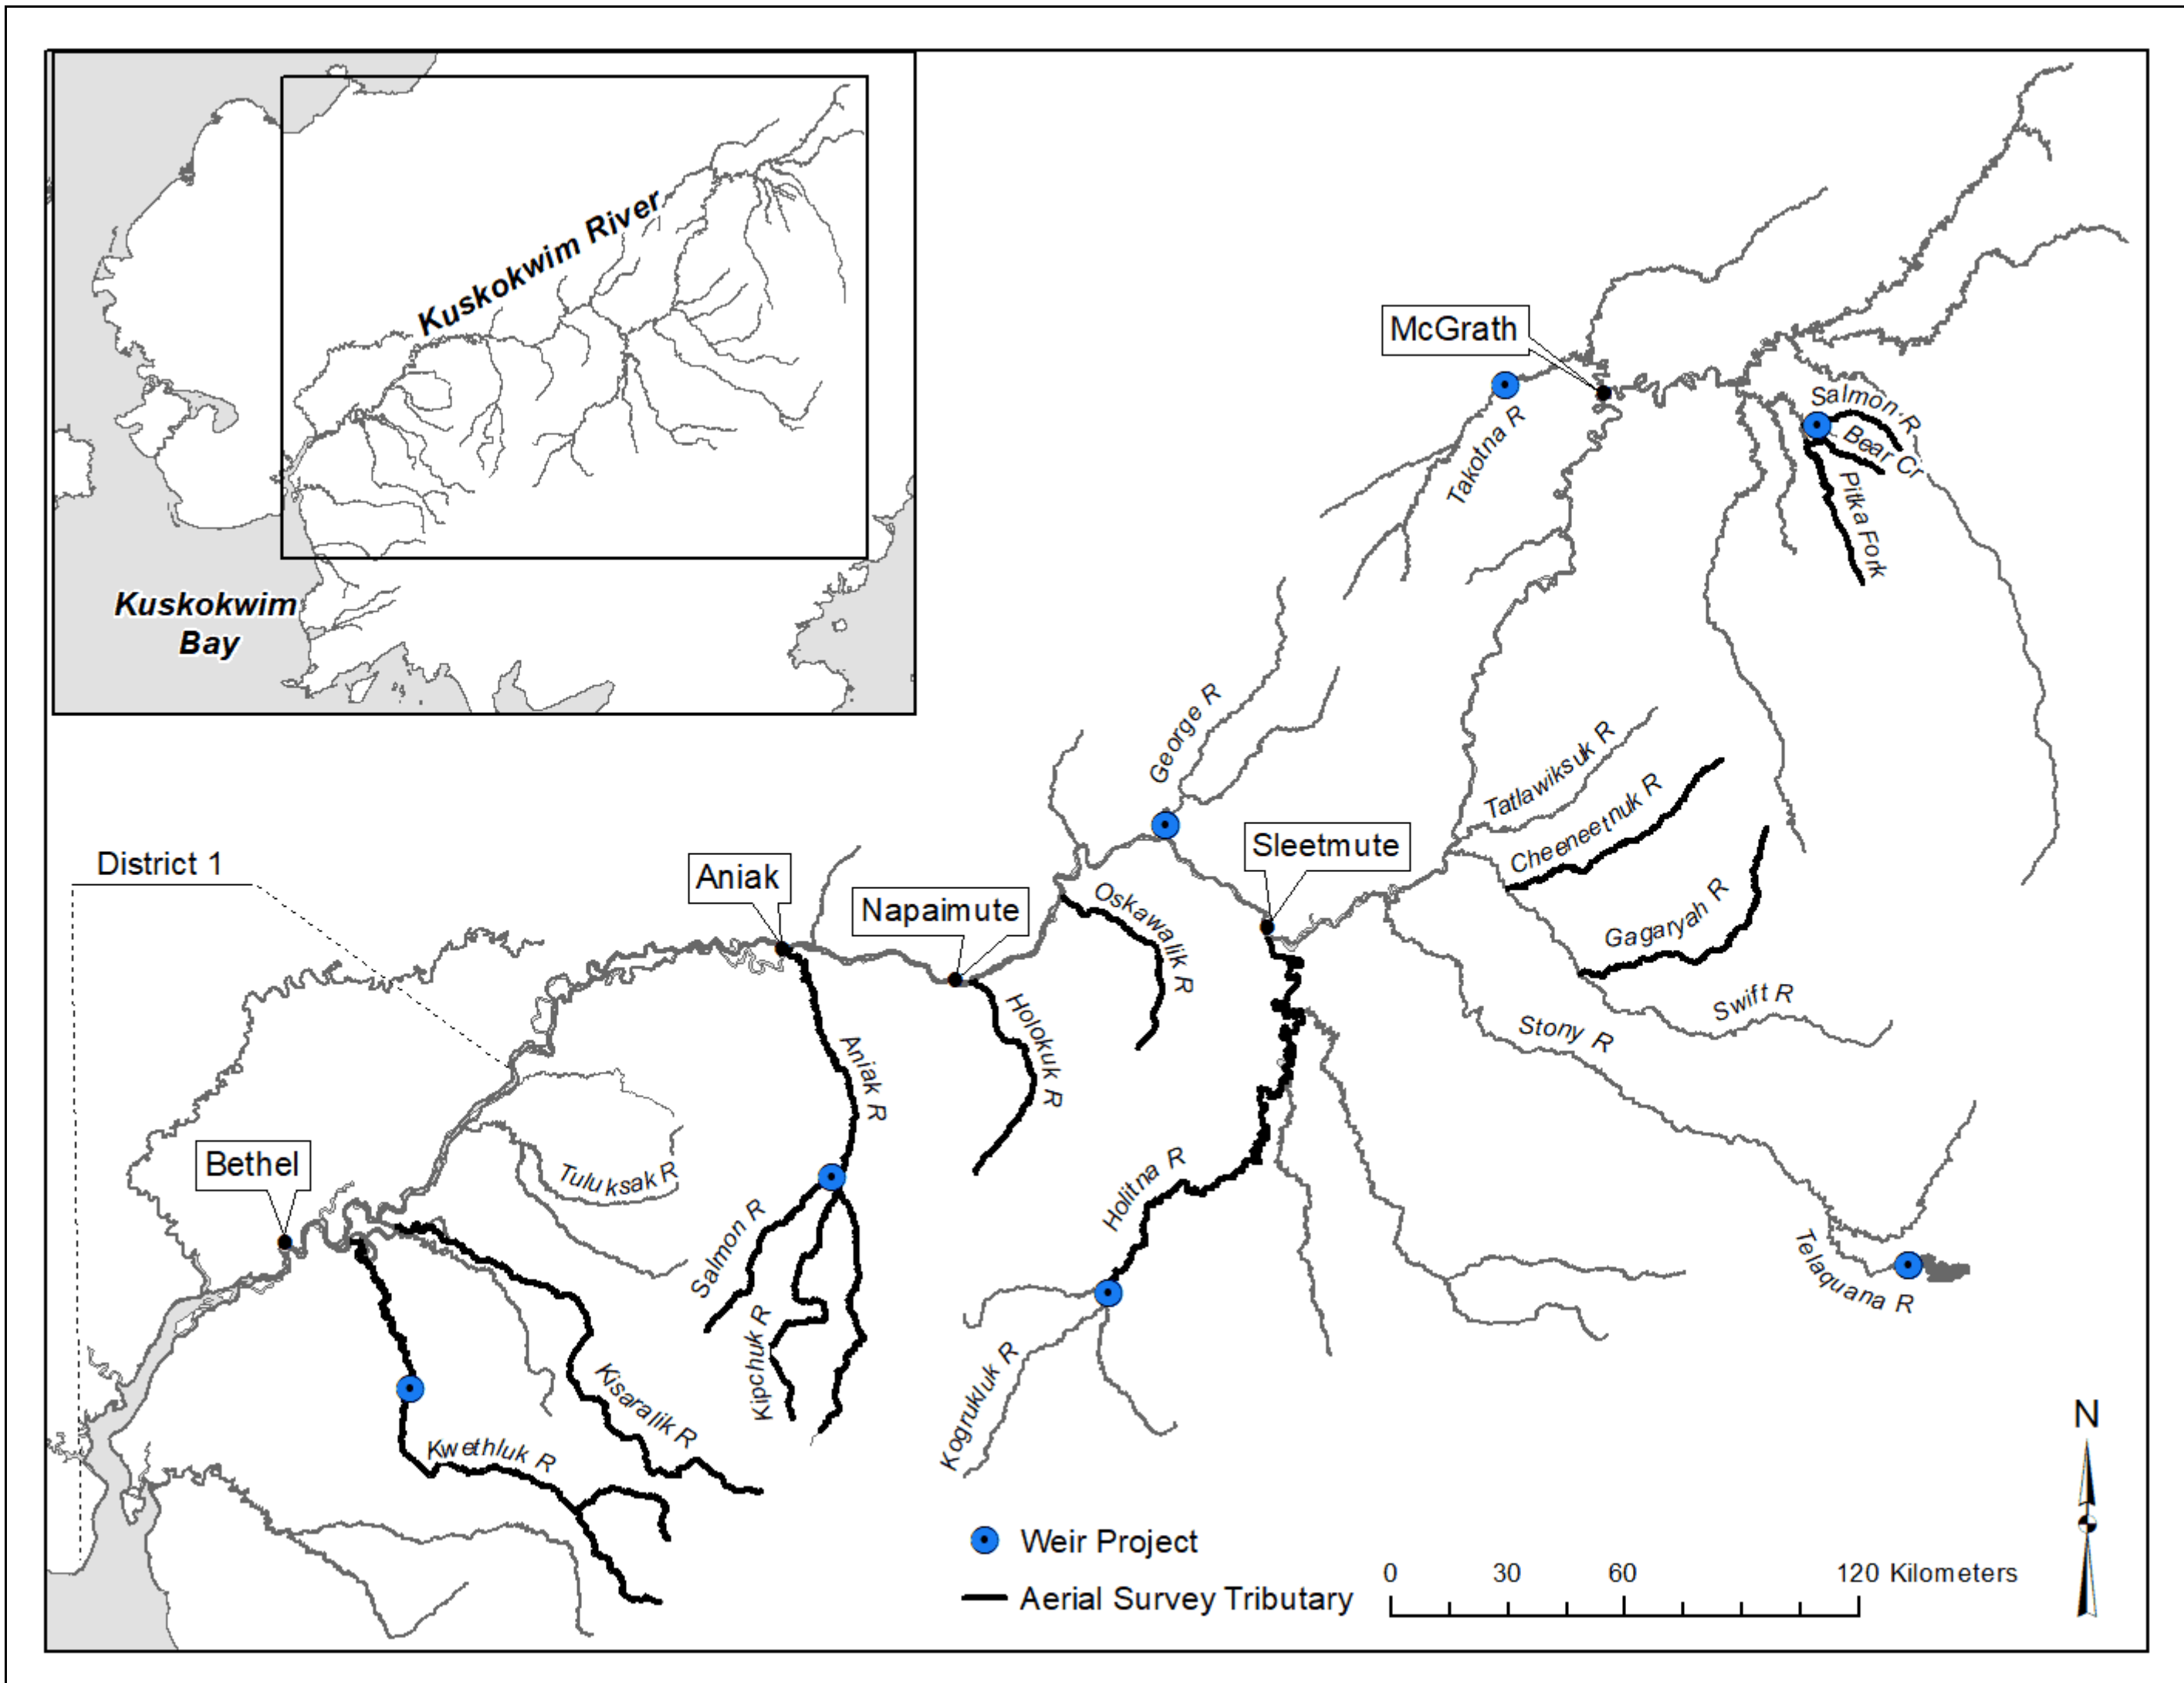 Kuskokwim River
Kuskokwim
Bay
McGrath
Takotna R
Salmon R
Bear Cr
Pitka Fork
George R
Tatlawiksuk R
Cheeneetnuk R
Sleetmute
District 1
Aniak
Napaimute
Oskawalik R
Gagaryah R
Swift R
Stony R
Holokuk R
Aniak R
Bethel
Tuluksak R
Holitna R
Salmon R
Telaquana R
Kipchuk R
Kisaralik R
Kogrukluk R
Kwethluk R
N
Weir Project
Aerial Survey Tributary
0 30 60 120 Kilometers